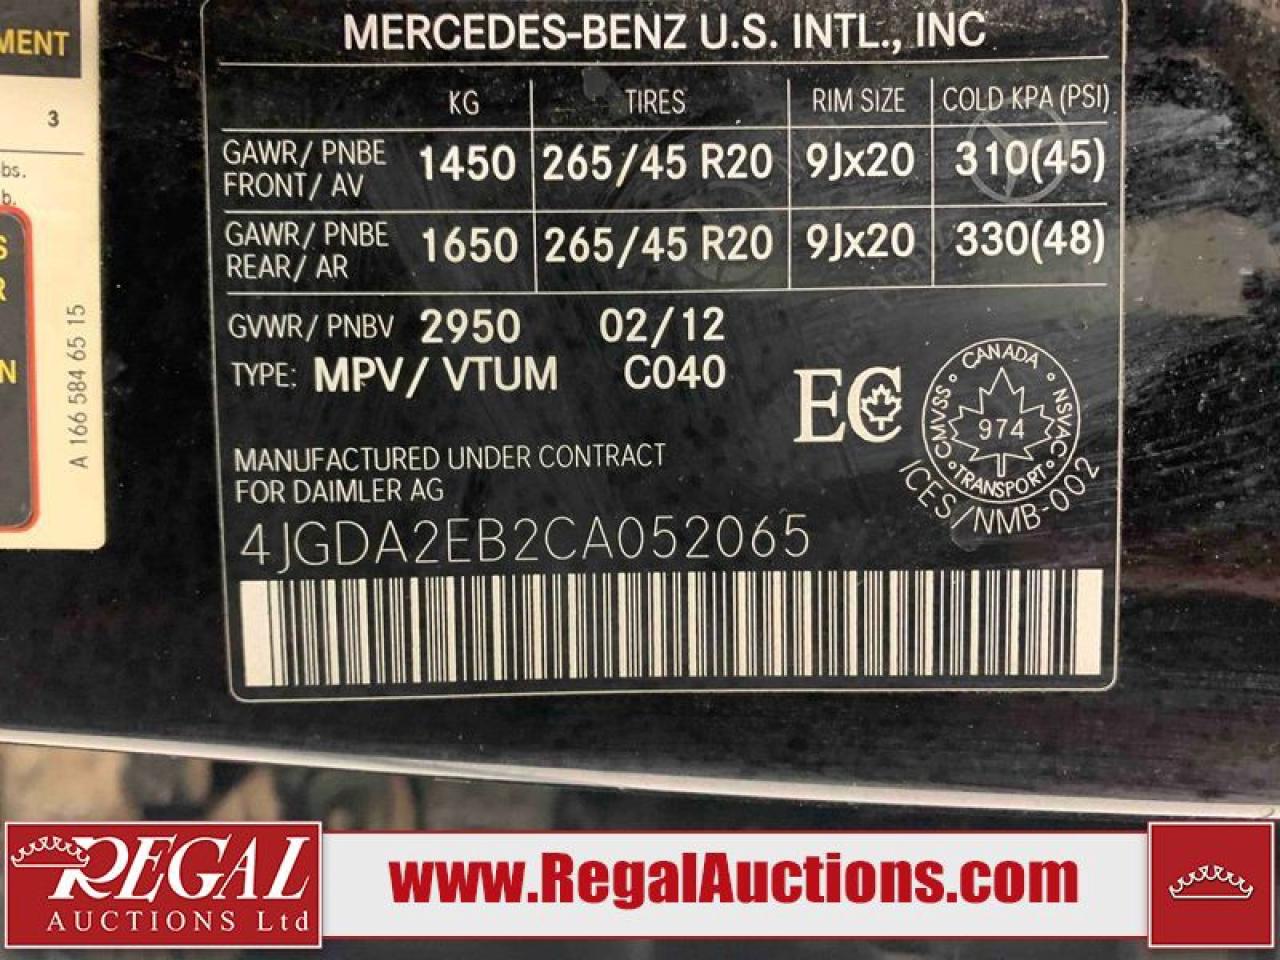 MENT
3
bs.
b.
S
R
N
A 166 584 65 15
MERCEDES-BENZ U.S. INTL., INC
KG TIRES RIM SIZE COLD KPA (PSI)
GAWR/ PNBE FRONT/ AV 1450 265/45 R20 9Jx20 310(45)
GAWR/ PNBE REAR/ AR 1650 265/45 R20 9Jx20 330(48)
GVWR/ PNBV 2950 02/12
TYPE: MPV/ VTUM C040
EC
CANADA
CMVSS NSVAC
974
TRANSPORT
ICES/NMB-002
MANUFACTURED UNDER CONTRACT
FOR DAIMLER AG
4JGDA2EB2CA052065
REGAL
AUCTIONS Ltd
www.RegalAuctions.com